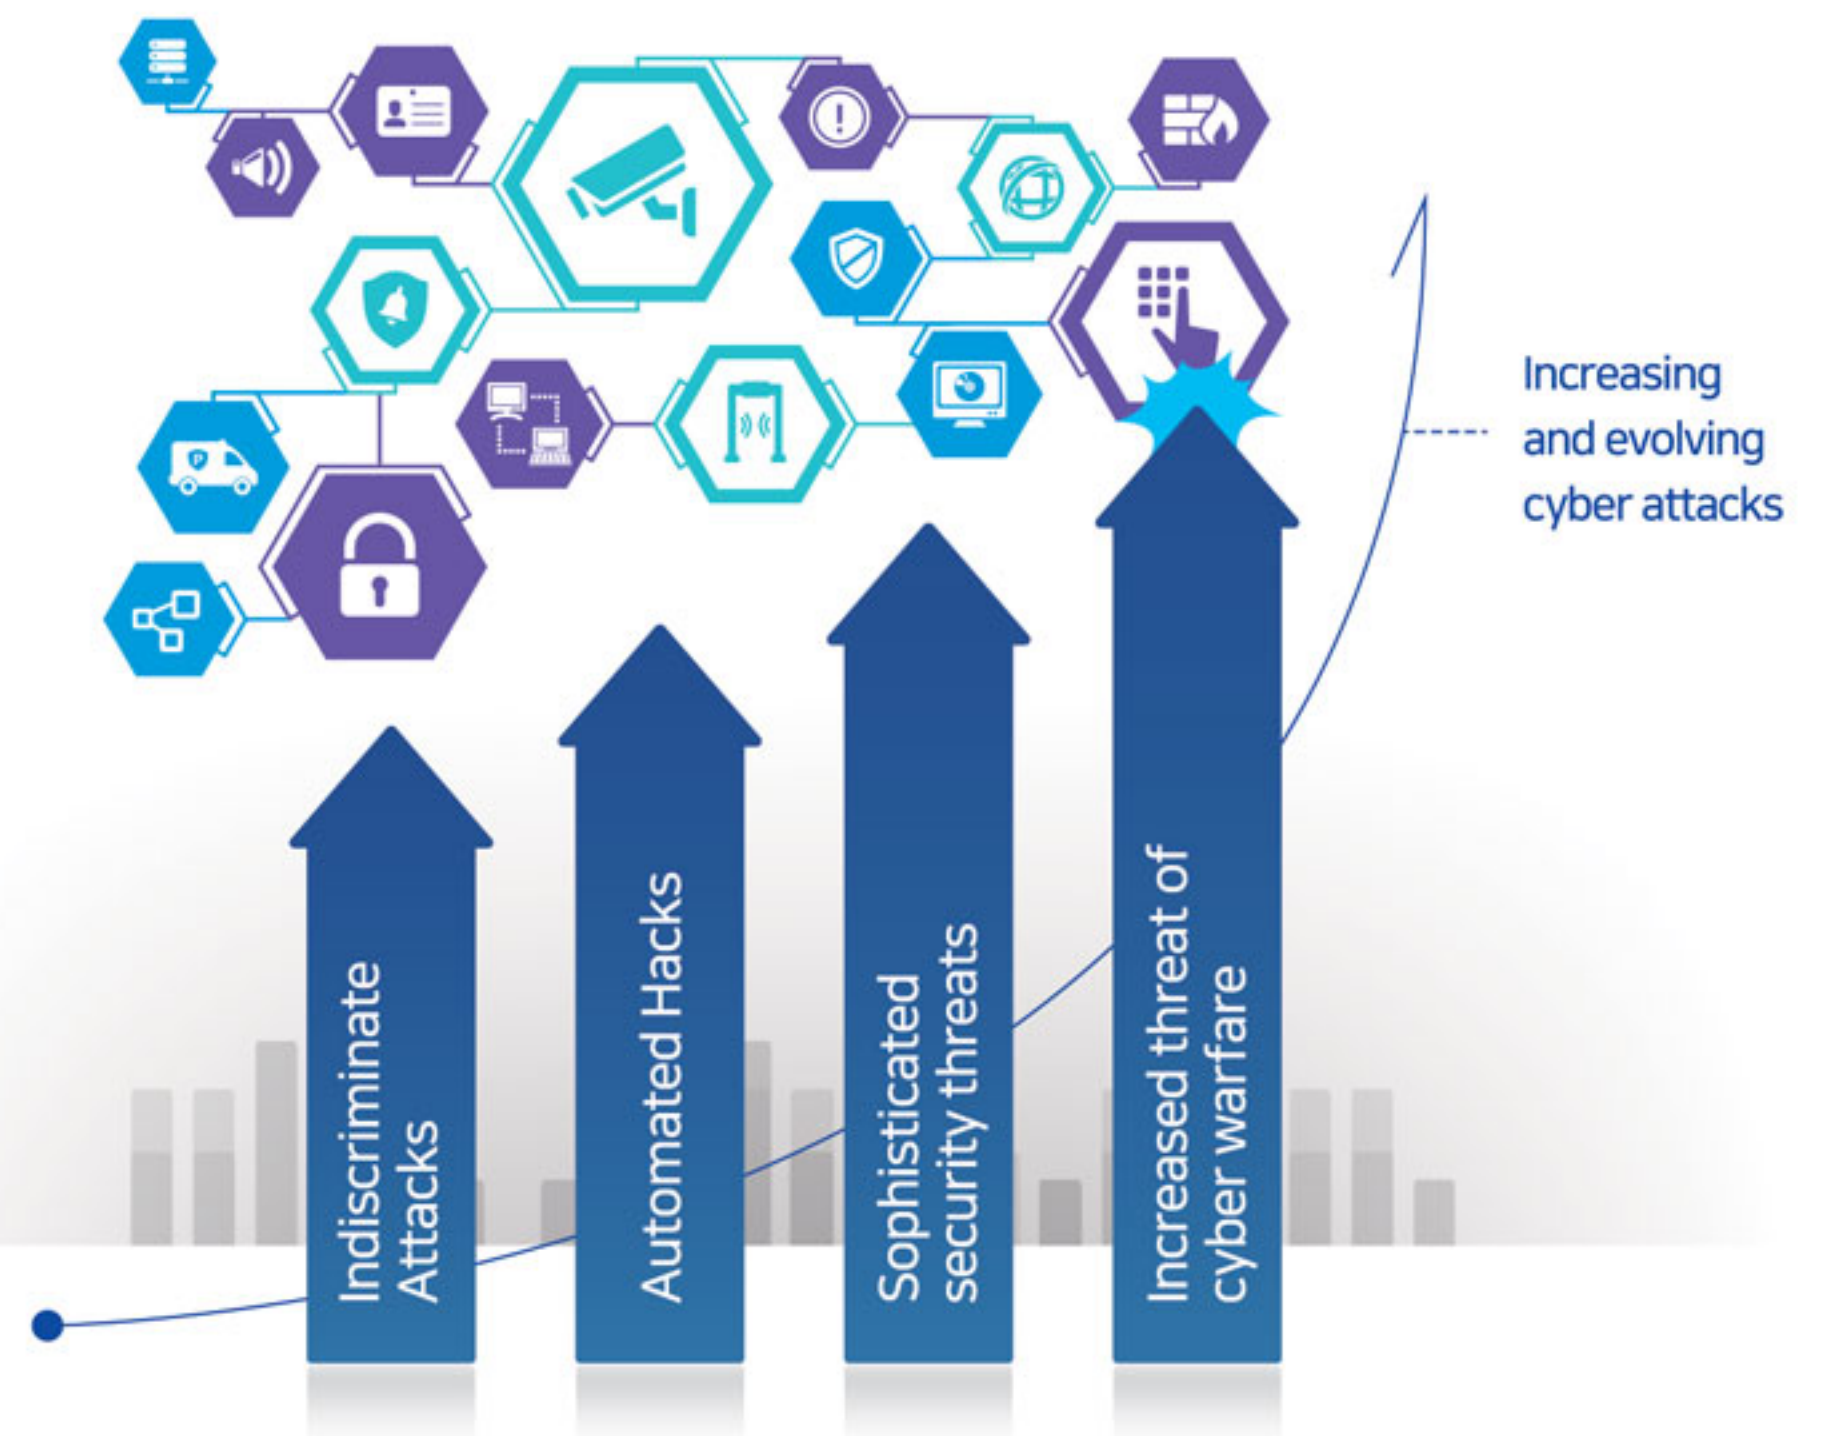 Increasing
and evolving
cyber attacks
Indiscriminate
Attacks
Automated Hacks
Sophisticated
security threats
Increased threat of
cyber warfare
P